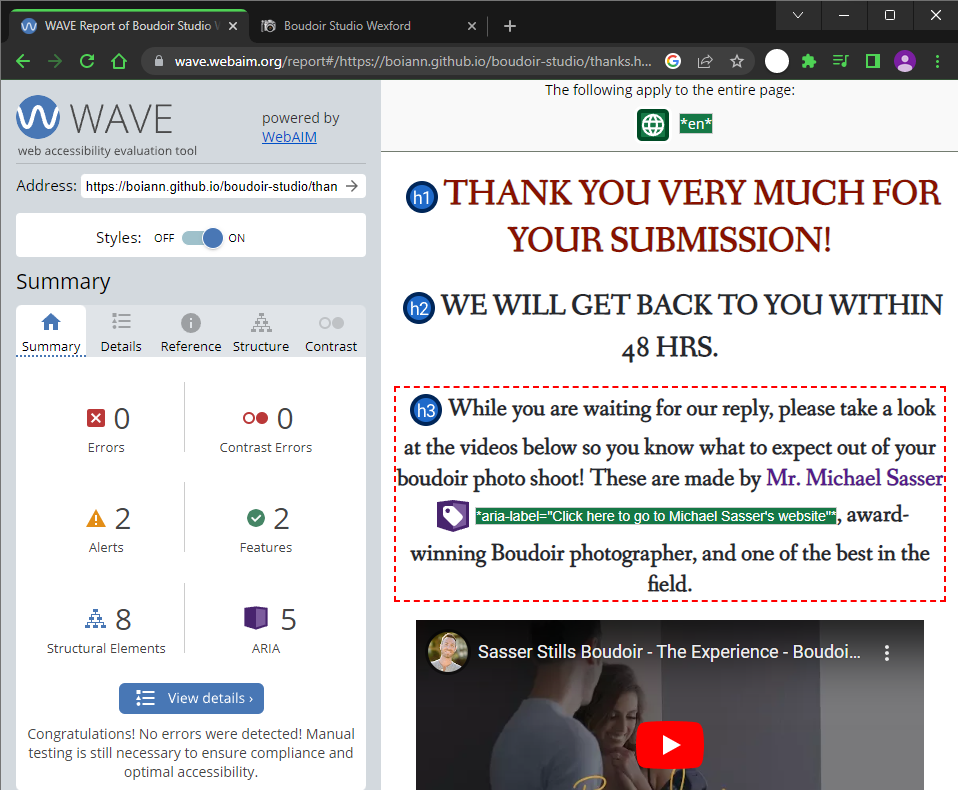 WAVE Report of Boudoir Studio W
Boudoir Studio Wexford
wave.webaim.org/report#/https://boiann.github.io/boudoir-studio/thanks.h...
WAVE
web accessibility evaluation tool
powered by
WebAIM
Address: https://boiann.github.io/boudoir-studio/than
Styles: OFF ON
Summary
Summary Details Reference Structure Contrast
0 0
Errors Contrast Errors
2 2
Alerts Features
8 5
Structural Elements ARIA
View details ›
Congratulations! No errors were detected! Manual
testing is still necessary to ensure compliance and
optimal accessibility.
The following apply to the entire page:
*en*
h1 THANK YOU VERY MUCH FOR
YOUR SUBMISSION!
h2 WE WILL GET BACK TO YOU WITHIN
48 HRS.
h3 While you are waiting for our reply, please take a look
at the videos below so you know what to expect out of your
boudoir photo shoot! These are made by Mr. Michael Sasser
*aria-label="Click here to go to Michael Sasser's website"*, award-
winning Boudoir photographer, and one of the best in the
field.
Sasser Stills Boudoir - The Experience - Boudoi...